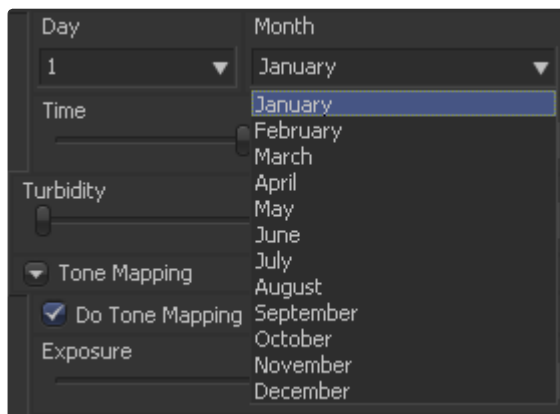 Day Month
1 January
Time
January
February
March
April
Turbidity
May
June
July
Tone Mapping
August
Do Tone Mapping
September
October
Exposure
November
December